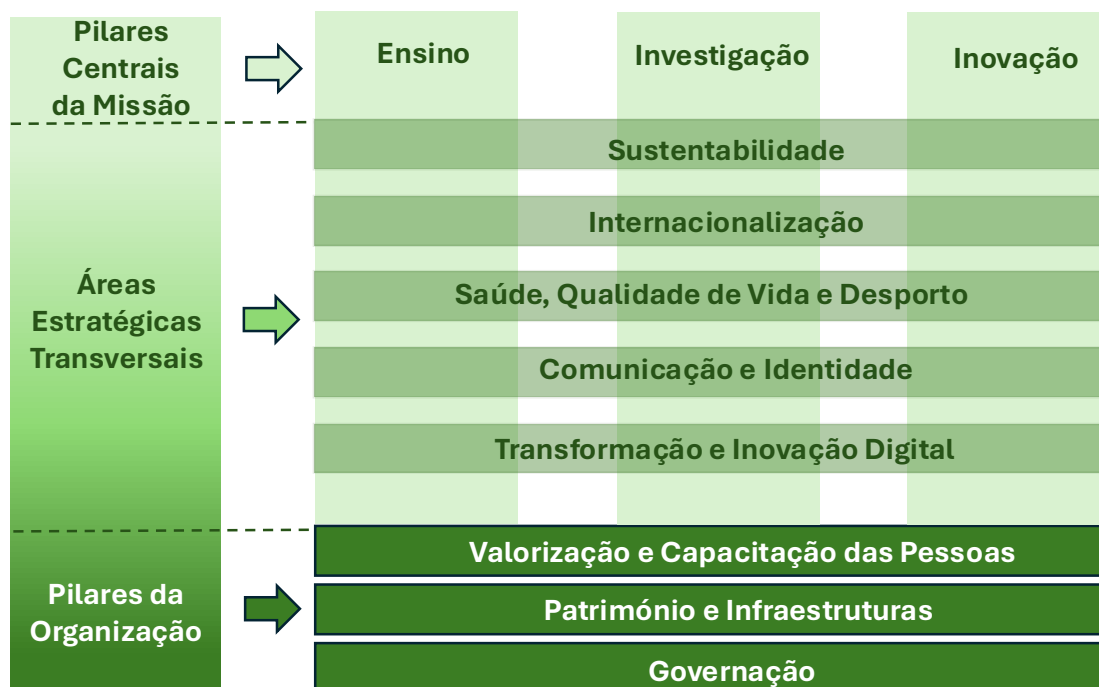 Pilares
Centrais
da Missão
Ensino
Investigação
Inovação
Áreas
Estratégicas
Transversais
Sustentabilidade
Internacionalização
Saúde, Qualidade de Vida e Desporto
Comunicação e Identidade
Transformação e Inovação Digital
Pilares da
Organização
Valorização e Capacitação das Pessoas
Património e Infraestruturas
Governação